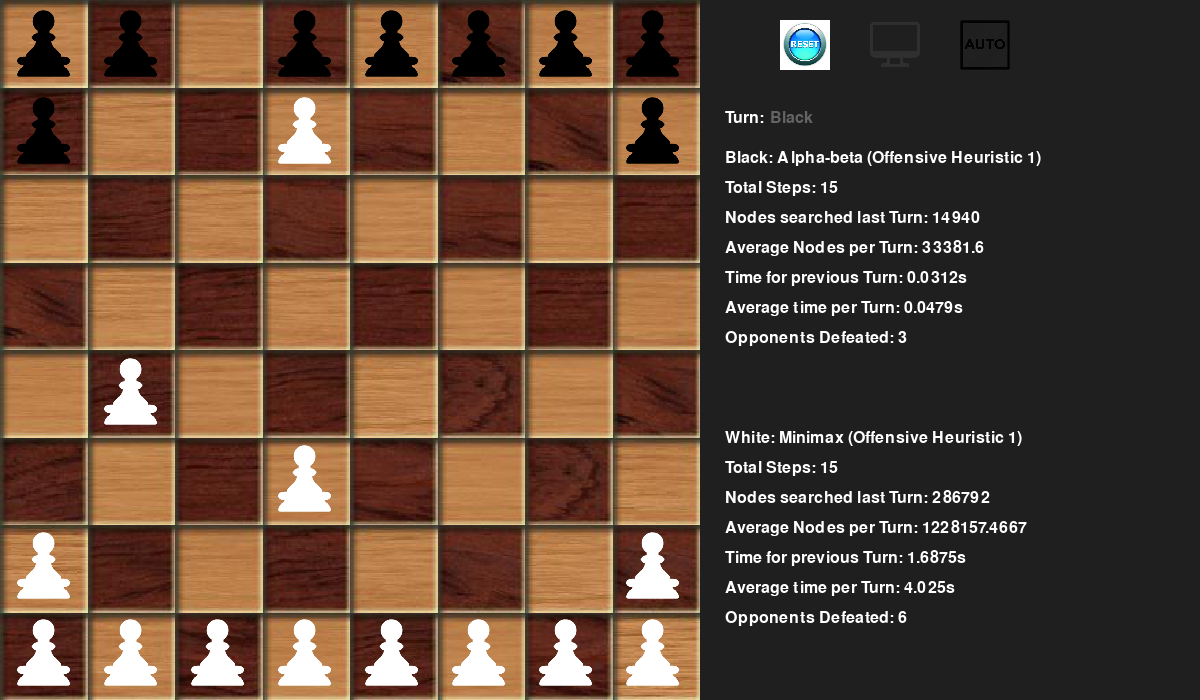 RESET
AUTO
Turn: Black
Black: Alpha-beta (Offensive Heuristic 1)
Total Steps: 15
Nodes searched last Turn: 14940
Average Nodes per Turn: 33381.6
Time for previous Turn: 0.0312s
Average time per Turn: 0.0479s
Opponents Defeated: 3
White: Minimax (Offensive Heuristic 1)
Total Steps: 15
Nodes searched last Turn: 286792
Average Nodes per Turn: 1228157.4667
Time for previous Turn: 1.6875s
Average time per Turn: 4.025s
Opponents Defeated: 6